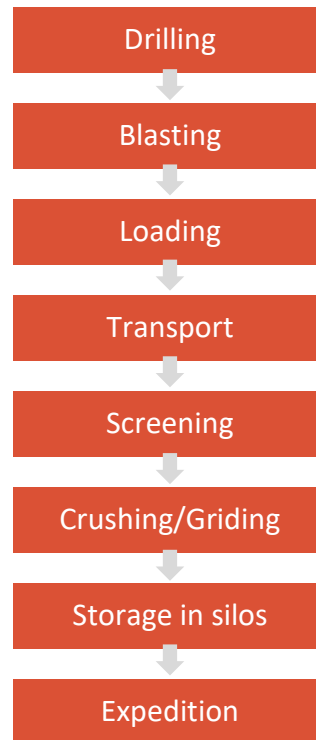 Drilling
Blasting
Loading
Transport
Screening
Crushing/Griding
Storage in silos
Expedition